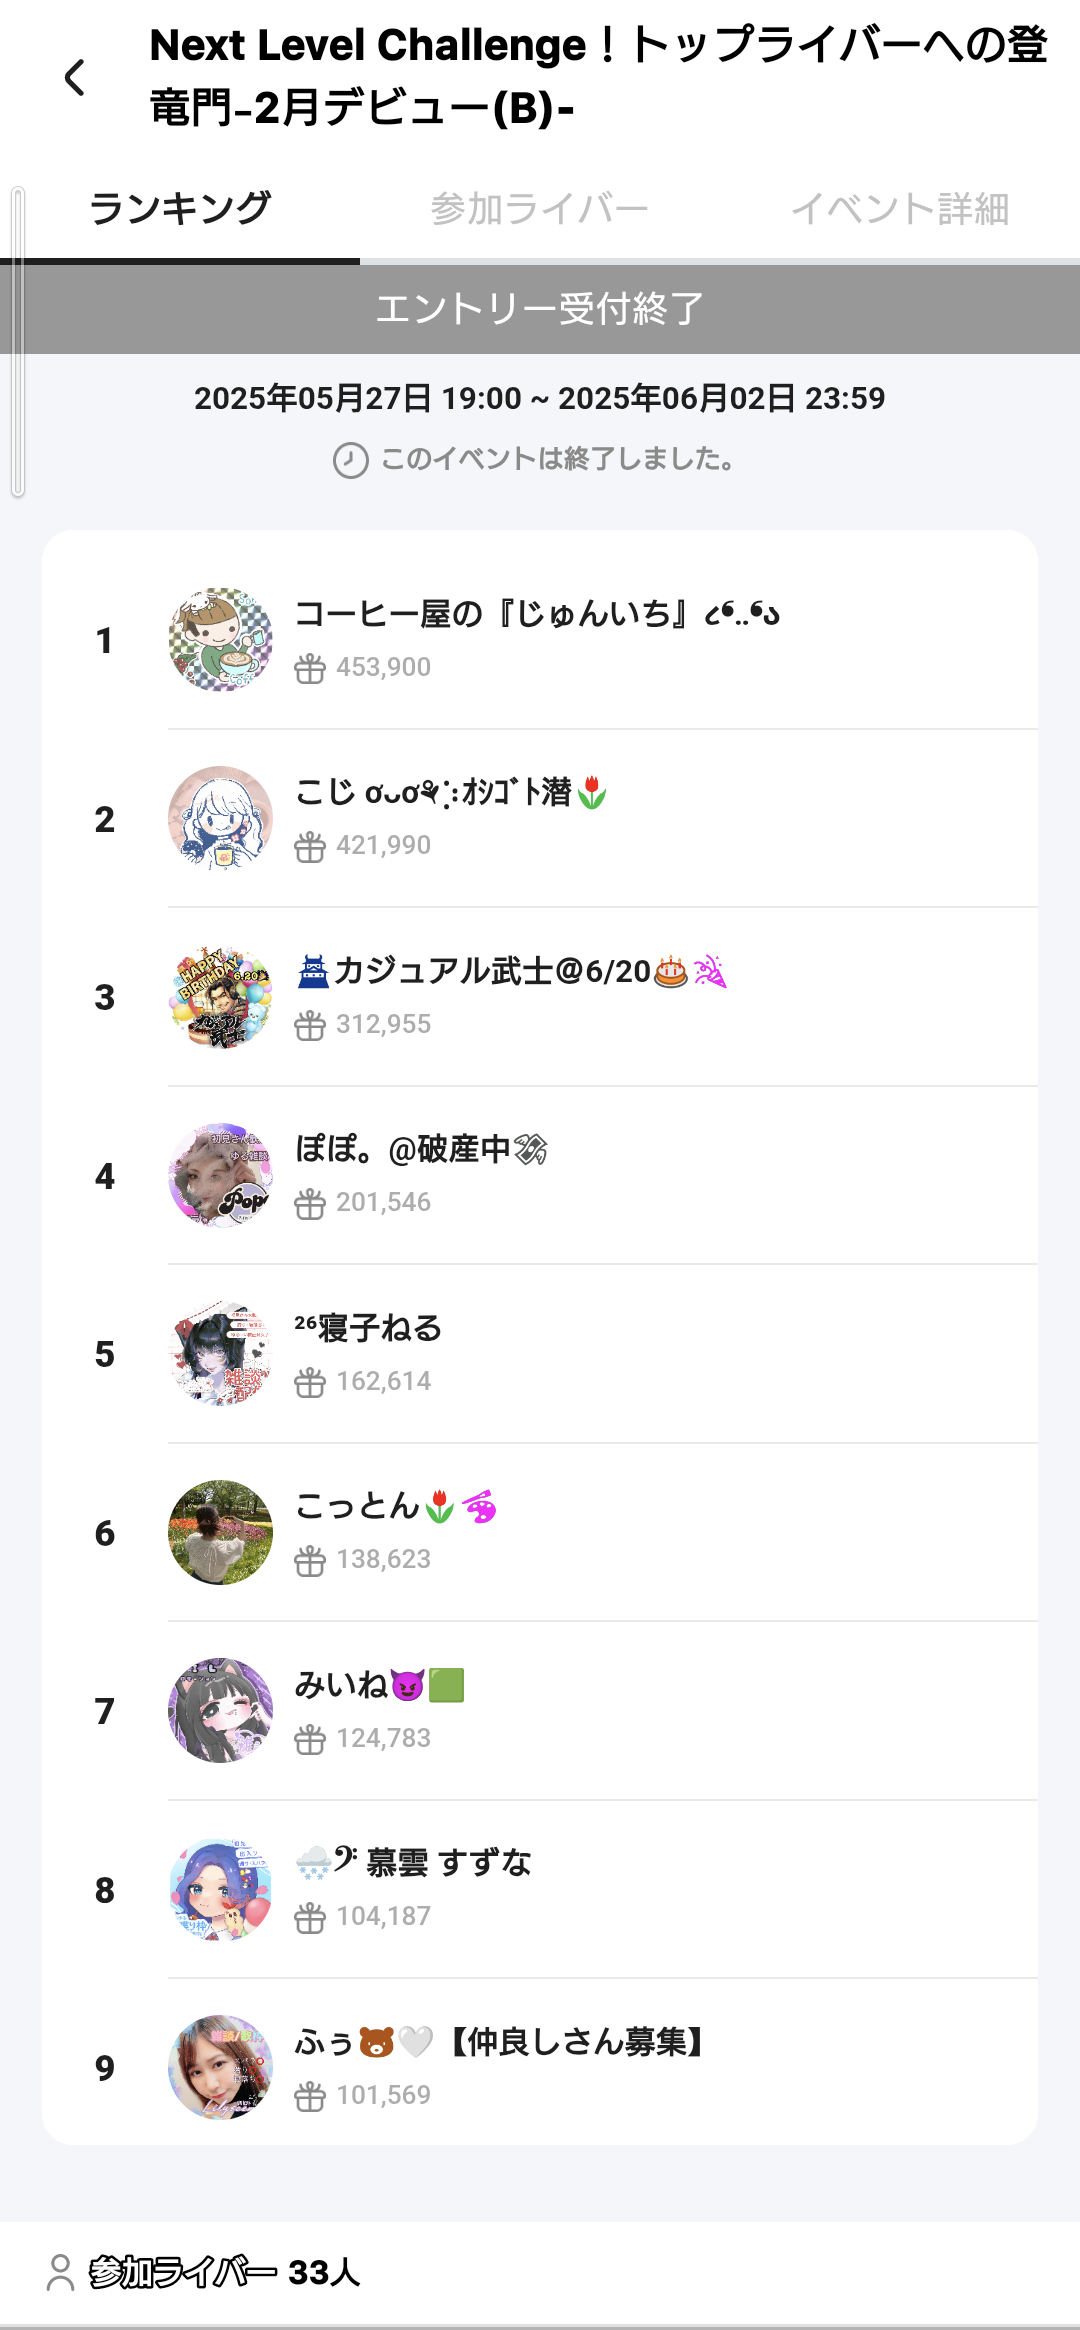 Next Level Challenge！トップライバーへの登
竜門-2月デビュー(B)-
ランキング
参加ライバー
イベント詳細
エントリー受付終了
2025年05月27日 19:00 ~ 2025年06月02日 23:59
このイベントは終了しました。
1
コーヒー屋の『じゅんいち』
453,900
2
こじ ｵｼｺﾞﾄ潜🌷
421,990
HAPPY
BIRTHDAY
6.20
武士
3
🏯カジュアル武士@6/20🎂🎉
312,955
4
ぽぽ。@破産中💸
201,546
5
²⁶寝子ねる
162,614
6
こっとん🌷🎨
138,623
7
みいね😈🟩
124,783
8
🌨️𝄢 慕雲 すずな
104,187
9
ふぅ🐻🤍【仲良しさん募集】
101,569
参加ライバー 33人